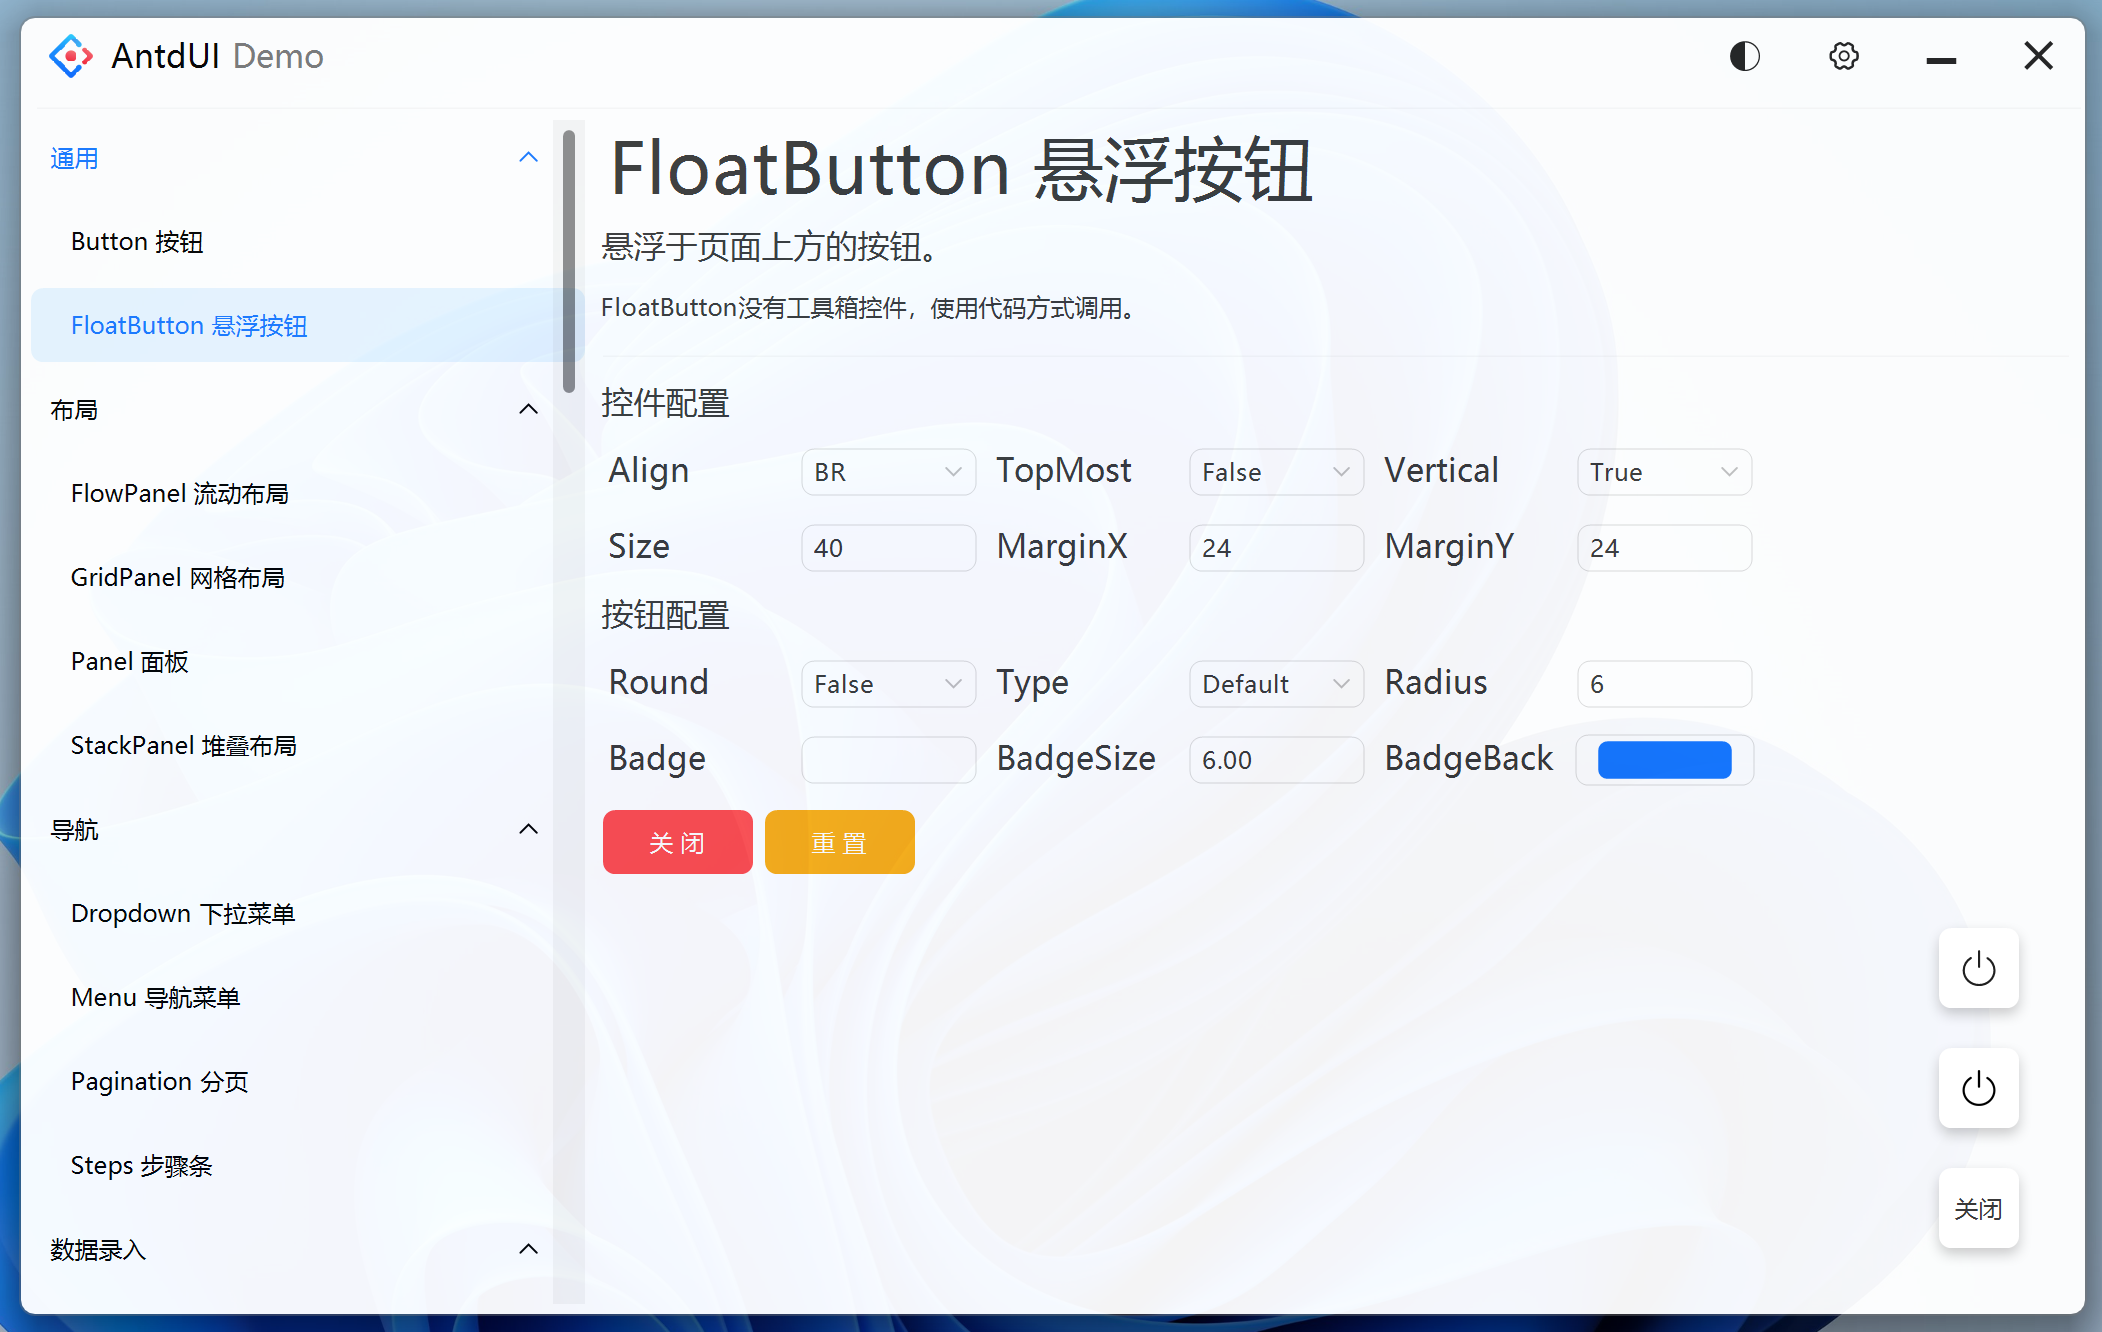 AntdUI Demo
通用
Button 按钮
FloatButton 悬浮按钮
布局
FlowPanel 流动布局
GridPanel 网格布局
Panel 面板
StackPanel 堆叠布局
导航
Dropdown 下拉菜单
Menu 导航菜单
Pagination 分页
Steps 步骤条
数据录入
FloatButton 悬浮按钮
悬浮于页面上方的按钮。
FloatButton没有工具箱控件，使用代码方式调用。
控件配置
Align BR TopMost False Vertical True
Size 40 MarginX 24 MarginY 24
按钮配置
Round False Type Default Radius 6
Badge BadgeSize 6.00 BadgeBack
关闭 重置
关闭